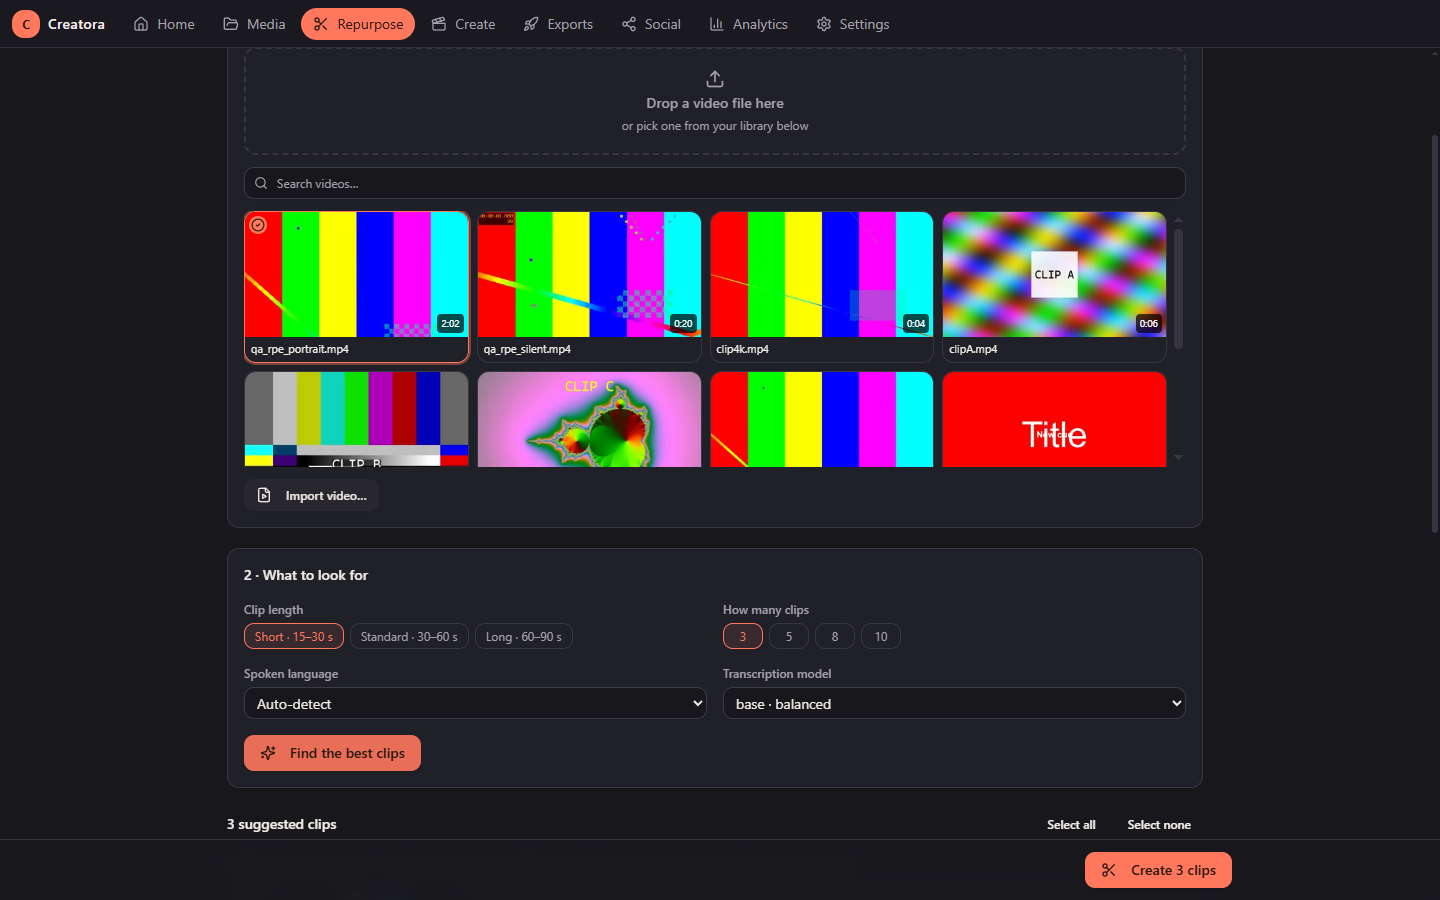 C Creatora Home Media Repurpose Create Exports Social Analytics Settings
Drop a video file here
or pick one from your library below
Search videos...
2:02
0:20
0:04
CLIP A
0:06
qa_rpe_portrait.mp4
qa_rpe_silent.mp4
clip4k.mp4
clipA.mp4
CLIP B
CLIP C
Title
Import video...
2 · What to look for
Clip length
How many clips
Short · 15–30 s
Standard · 30–60 s
Long · 60–90 s
3
5
8
10
Spoken language
Transcription model
Auto-detect
base · balanced
Find the best clips
3 suggested clips
Select all
Select none
Create 3 clips